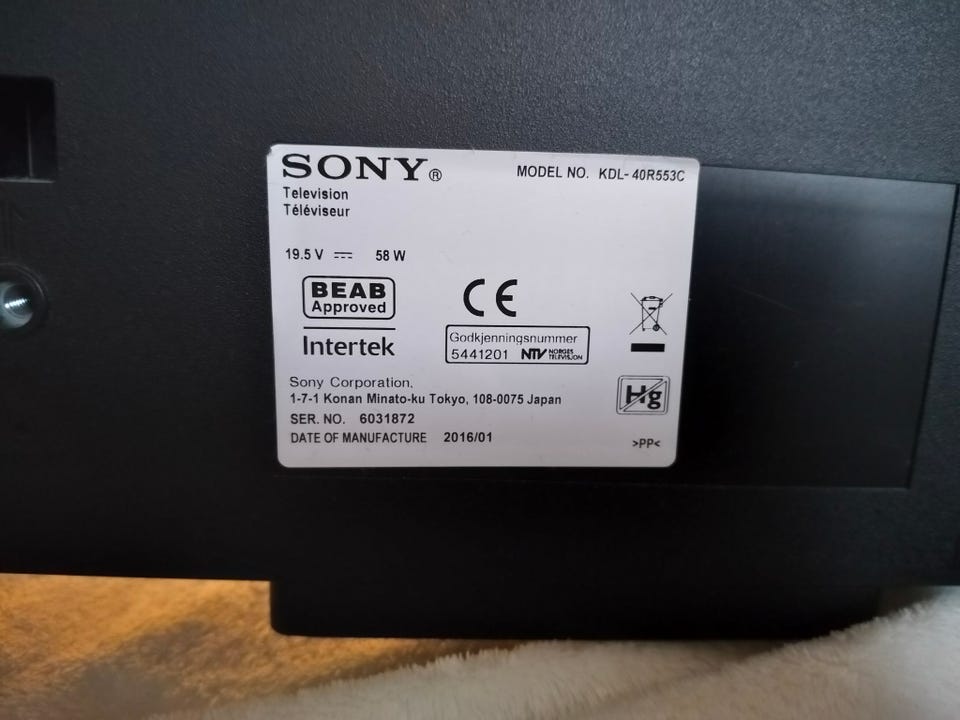 SONY®
MODEL NO. KDL-40R553C
Television
Téléviseur
19.5 V ⎓ 58 W
BEAB
Approved
CE
Intertek
Godkjenningsnummer
5441201 NTV NORGES TELEVISJON
Hg
Sony Corporation,
1-7-1 Konan Minato-ku Tokyo, 108-0075 Japan
SER. NO. 6031872
DATE OF MANUFACTURE 2016/01
>PP<